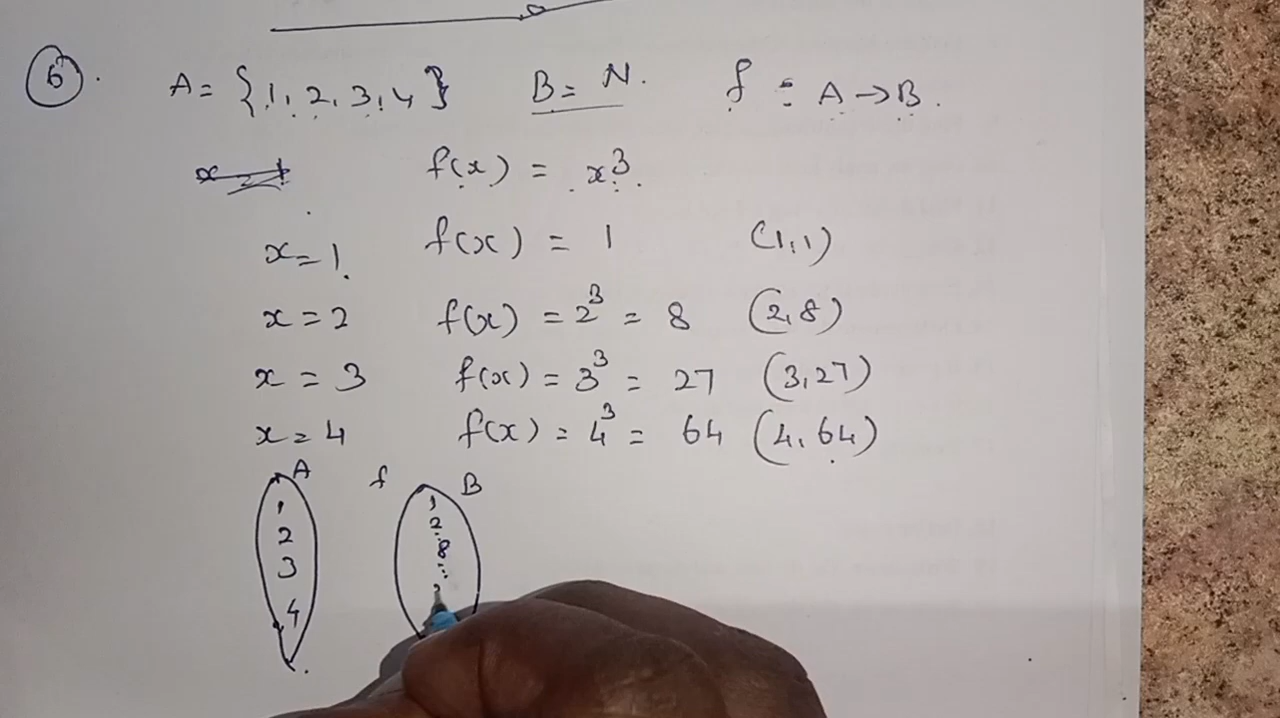 6. A = {1, 2, 3, 4} B = N. f : A → B.
f(x) = x³.
x = 1. f(x) = 1 (1,1)
x = 2 f(x) = 2³ = 8 (2,8)
x = 3 f(x) = 3³ = 27 (3,27)
x = 4 f(x) = 4³ = 64 (4,64)
A f B
1 1
2 2
3 8
4